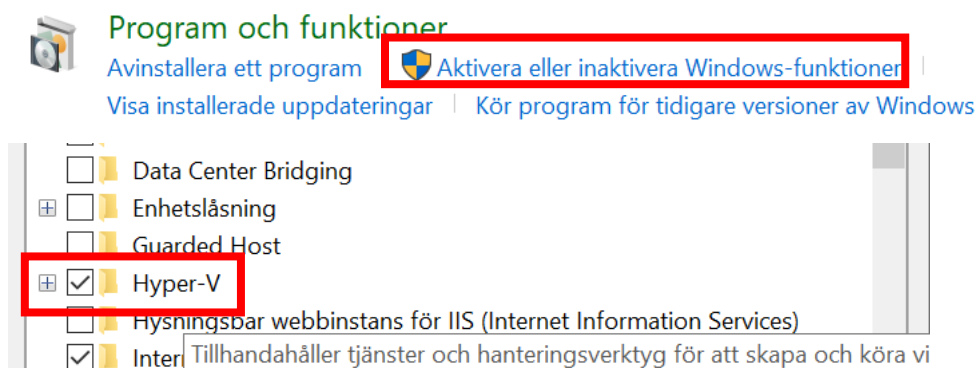 Program och funktioner
Avinstallera ett program Aktivera eller inaktivera Windows-funktioner
Visa installerade uppdateringar Kör program för tidigare versioner av Windows
Data Center Bridging
Enhetslåsning
Guarded Host
Hyper-V
Hysningsbar webbinstans för IIS (Internet Information Services)
Intern Tillhandahåller tjänster och hanteringsverktyg för att skapa och köra vi